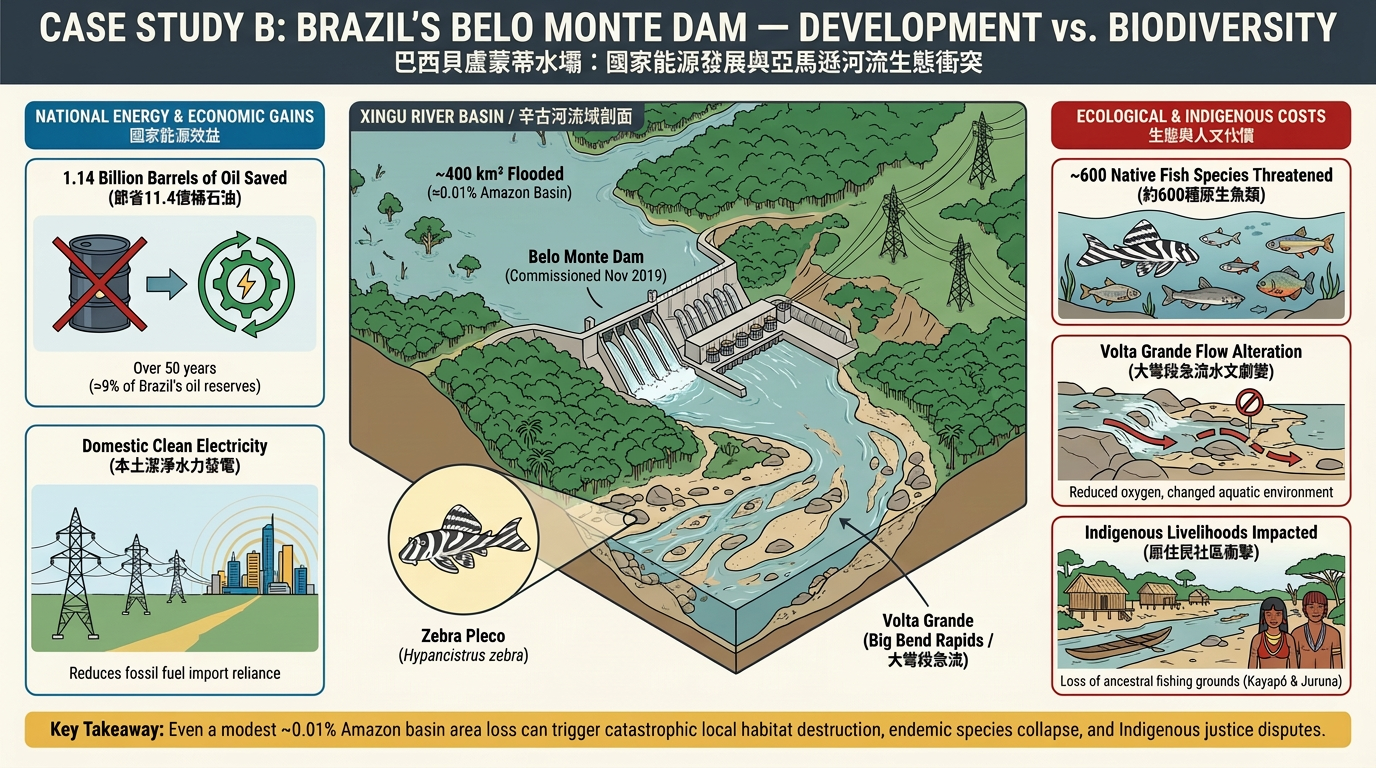 CASE STUDY B: BRAZIL'S BELO MONTE DAM — DEVELOPMENT vs. BIODIVERSITY
巴西貝盧蒙蒂水壩：國家能源發展與亞馬遜河流生態衝突
NATIONAL ENERGY & ECONOMIC GAINS
國家能源效益
1.14 Billion Barrels of Oil Saved
(節省11.4億桶石油)
Over 50 years
(≈9% of Brazil's oil reserves)
Domestic Clean Electricity
(本土潔淨水力發電)
Reduces fossil fuel import reliance
XINGU RIVER BASIN / 辛古河流域剖面
~400 km² Flooded
(≈0.01% Amazon Basin)
Belo Monte Dam
(Commissioned Nov 2019)
Zebra Pleco
(Hypancistrus zebra)
Volta Grande
(Big Bend Rapids /
大彎段急流)
ECOLOGICAL & INDIGENOUS COSTS
生態與人文代價
~600 Native Fish Species Threatened
(約600種原生魚類)
Volta Grande Flow Alteration
(大彎段急流水文劇變)
Reduced oxygen, changed aquatic environment
Indigenous Livelihoods Impacted
(原住民社區衝擊)
Loss of ancestral fishing grounds (Kayapó & Juruna)
Key Takeaway: Even a modest ~0.01% Amazon basin area loss can trigger catastrophic local habitat destruction, endemic species collapse, and Indigenous justice disputes.